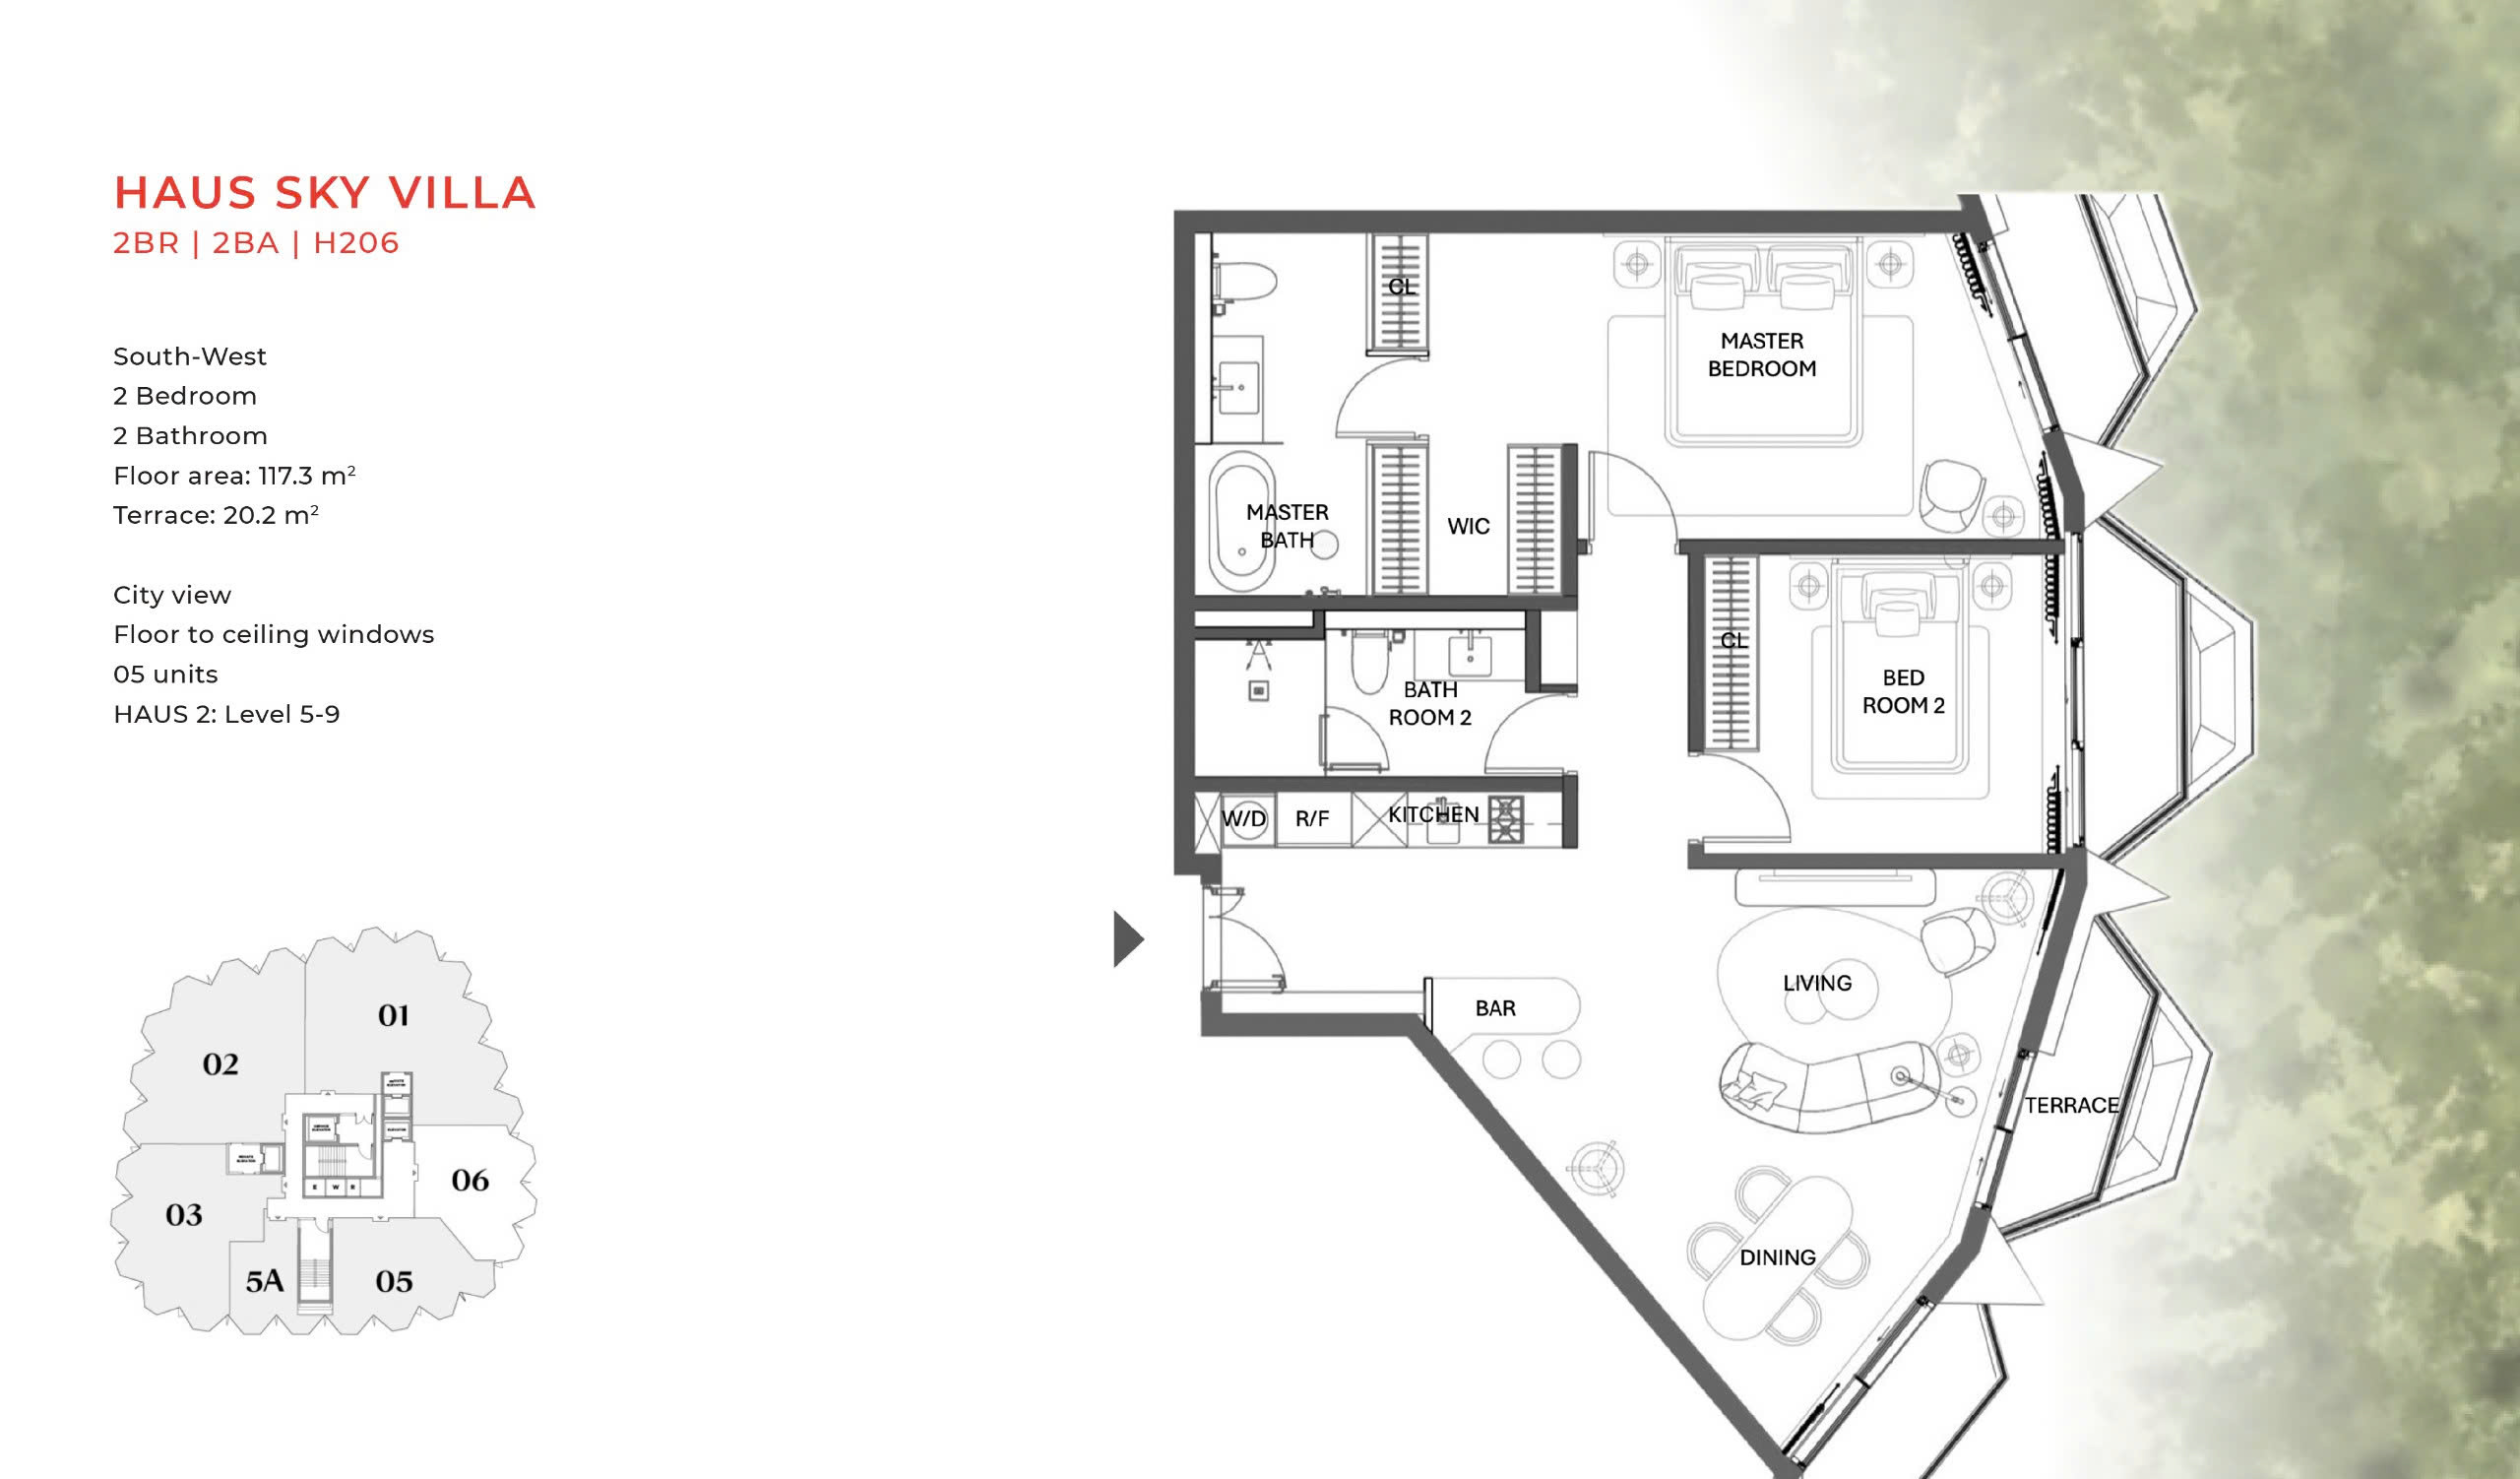 HAUS SKY VILLA
2BR | 2BA | H206
South-West
2 Bedroom
2 Bathroom
Floor area: 117.3 m²
Terrace: 20.2 m²
City view
Floor to ceiling windows
05 units
HAUS 2: Level 5-9
01
02
03
5A
05
06
E W R
CL
MASTER
BEDROOM
MASTER
BATH
WIC
CL
BED
ROOM 2
BATH
ROOM 2
W/D
R/F
KITCHEN
BAR
LIVING
TERRACE
DINING